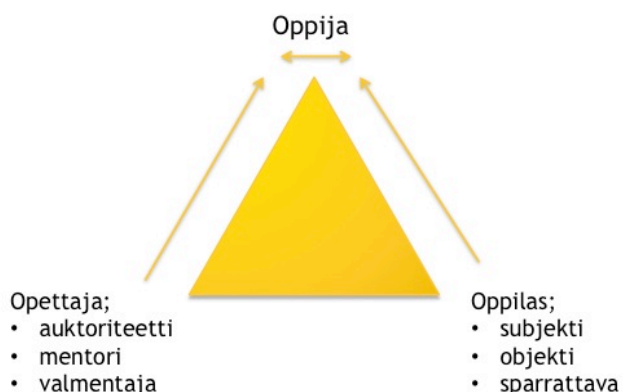 Oppija
Opettaja;
• auktoriteetti
• mentori
• valmentaja
Oppilas;
• subjekti
• objekti
• sparrattava